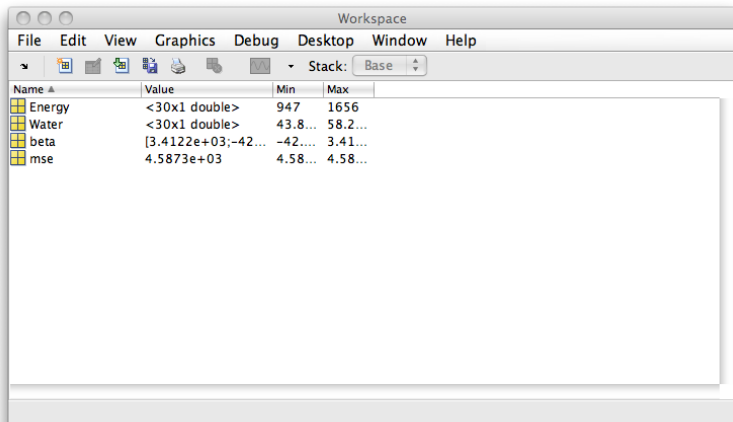 Workspace
File Edit View Graphics Debug Desktop Window Help
Stack: Base
Name Value Min Max
Energy <30x1 double> 947 1656
Water <30x1 double> 43.8... 58.2...
beta [3.4122e+03;-42... -42.... 3.41...
mse 4.5873e+03 4.58... 4.58...